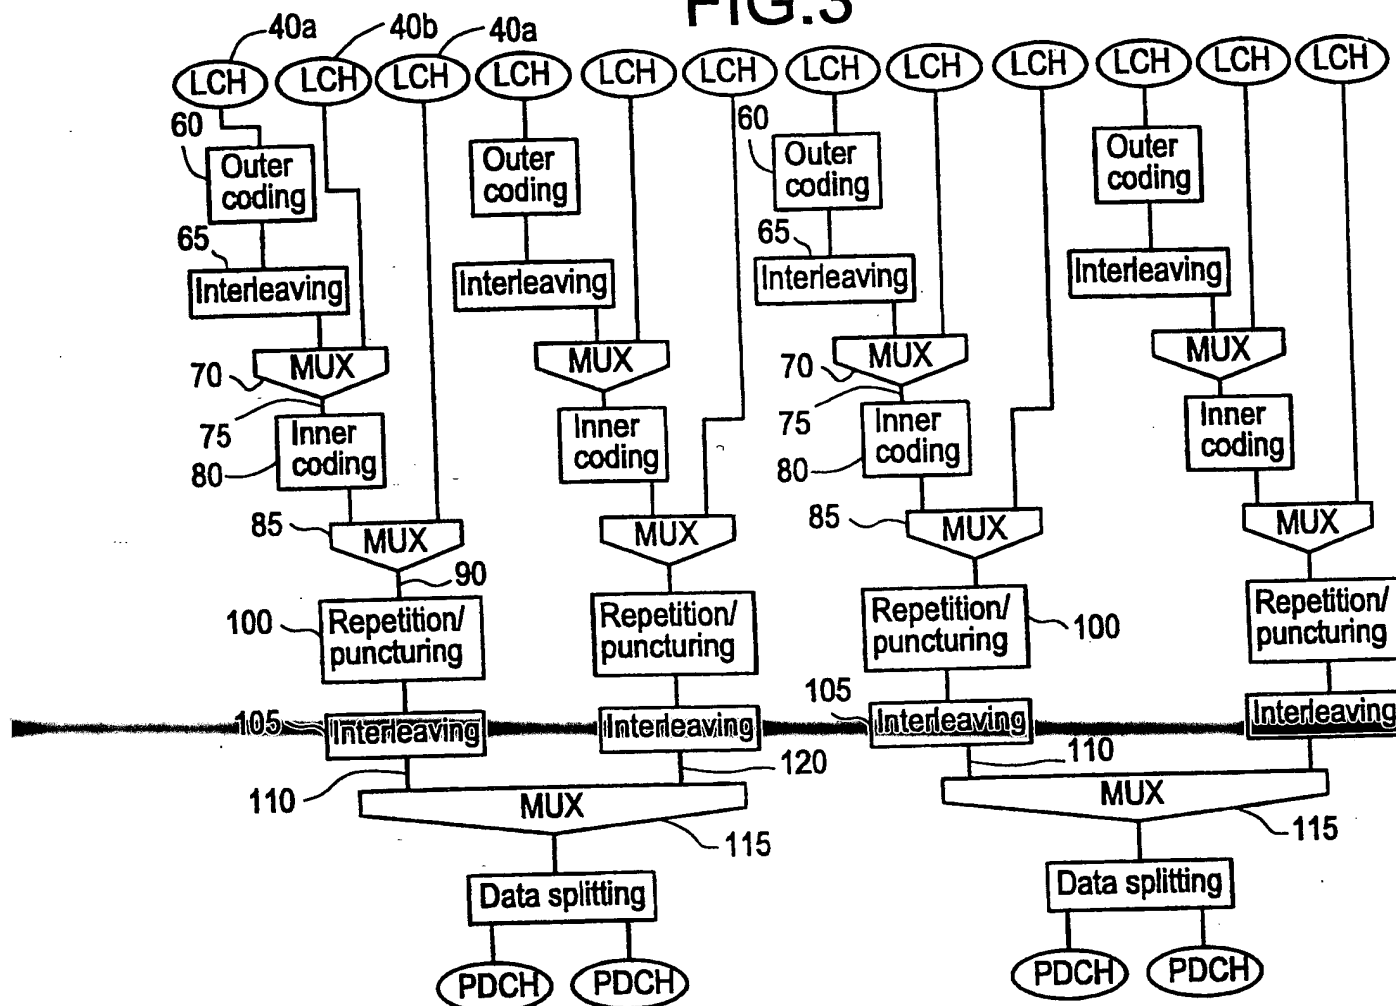 FIG.3
40a 40b 40a
LCH LCH LCH LCH LCH LCH LCH LCH LCH LCH LCH LCH
60 60
Outer coding Outer coding Outer coding Outer coding
65 65
Interleaving Interleaving Interleaving Interleaving
MUX MUX MUX MUX
70 70
75 75
Inner coding Inner coding Inner coding Inner coding
80 80
85 85
MUX MUX MUX MUX
90
100 Repetition/ puncturing Repetition/ puncturing Repetition/ puncturing 100 Repetition/ puncturing
105 Interleaving Interleaving 105 Interleaving Interleaving
110 120 110
MUX MUX
115 115
Data splitting Data splitting
PDCH PDCH PDCH PDCH